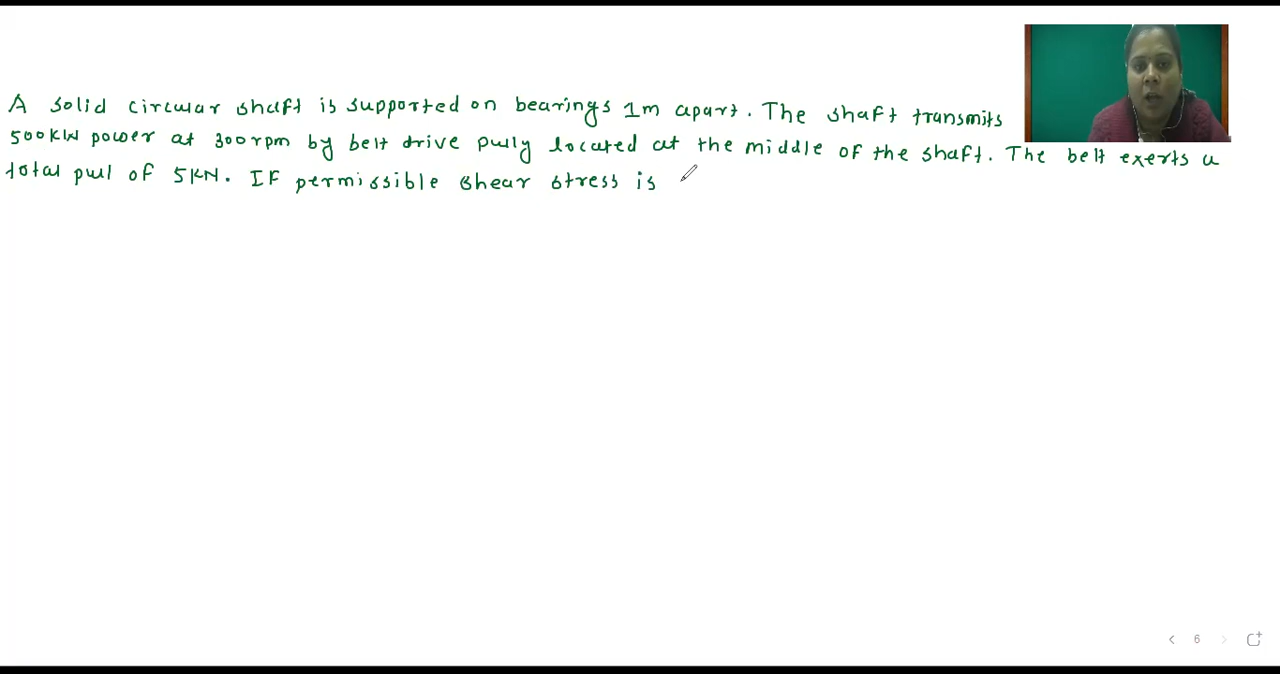 A solid circular shaft is supported on bearings 1m apart. The shaft transmits
500kW power at 300rpm by belt drive pully located at the middle of the shaft. The belt exerts a
total pull of 5kN. If permissible shear stress is
6